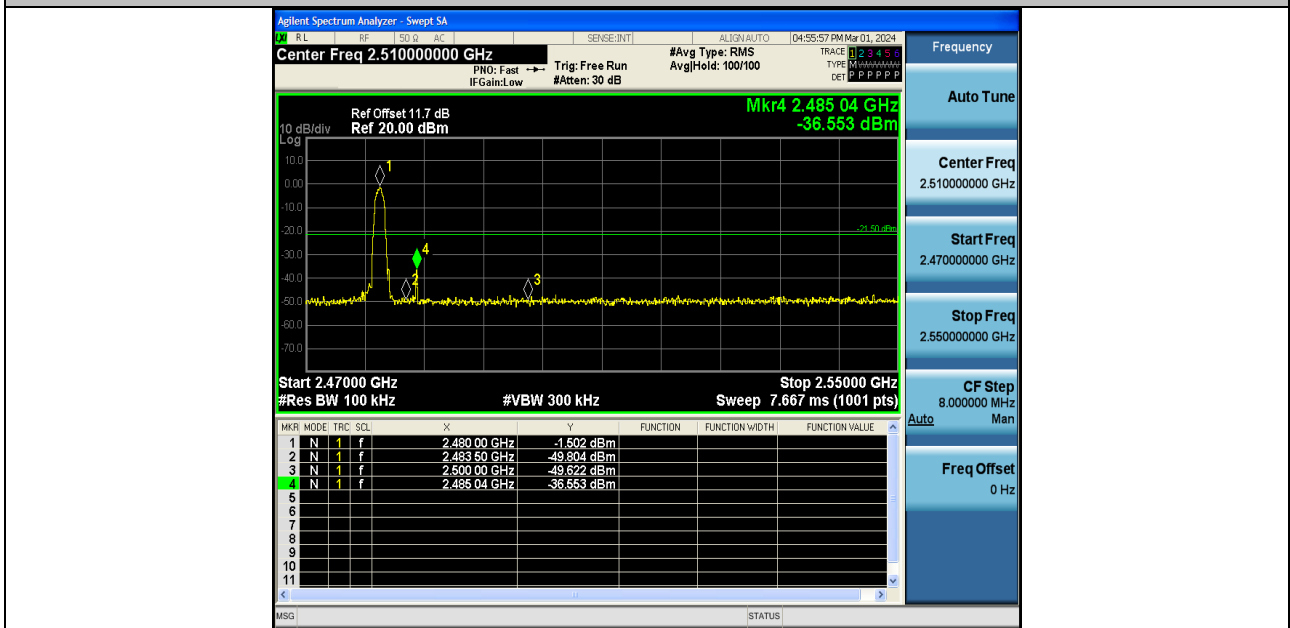 Agilent Spectrum Analyzer - Swept SA
RL RF 50 Ω AC SENSE:INT ALIGN AUTO 04:55:57 PM Mar 01, 2024
Center Freq 2.510000000 GHz
PNO: Fast
IFGain:Low
Trig: Free Run
#Atten: 30 dB
#Avg Type: RMS
Avg|Hold: 100/100
TRACE 1 2 3 4 5 6
TYPE M
DET P P P P P P
Mkr4 2.485 04 GHz
-36.553 dBm
Ref Offset 11.7 dB
10 dB/div Ref 20.00 dBm
Log
10.0
0.00
-10.0
-20.0
-30.0
-40.0
-50.0
-60.0
-70.0
1
4
2
3
-21.50 dBm
Start 2.47000 GHz Stop 2.55000 GHz
#Res BW 100 kHz #VBW 300 kHz Sweep 7.667 ms (1001 pts)
MKR MODE TRC SCL X Y FUNCTION FUNCTION WIDTH FUNCTION VALUE
1 N 1 f 2.480 00 GHz -1.502 dBm
2 N 1 f 2.483 50 GHz -49.804 dBm
3 N 1 f 2.500 00 GHz -49.622 dBm
4 N 1 f 2.485 04 GHz -36.553 dBm
5
6
7
8
9
10
11
MSG STATUS
Frequency
Auto Tune
Center Freq
2.510000000 GHz
Start Freq
2.470000000 GHz
Stop Freq
2.550000000 GHz
CF Step
8.000000 MHz
Auto Man
Freq Offset
0 Hz